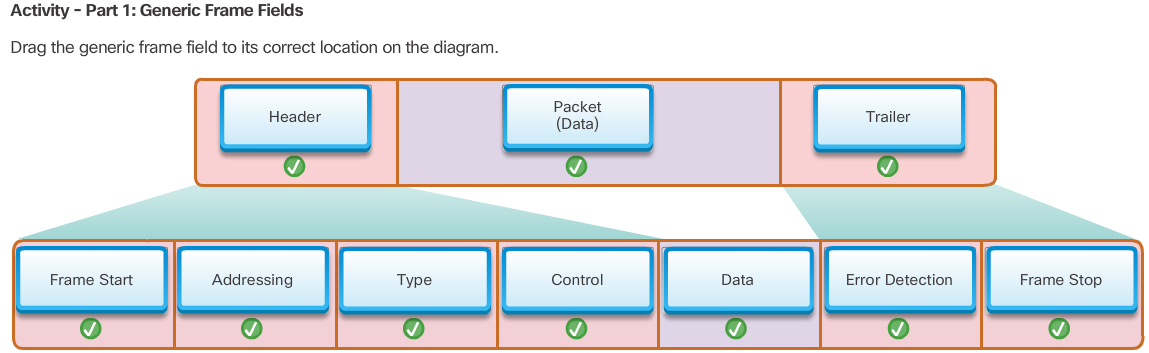 Activity - Part 1: Generic Frame Fields
Drag the generic frame field to its correct location on the diagram.
Header
Packet
(Data)
Trailer
Frame Start
Addressing
Type
Control
Data
Error Detection
Frame Stop